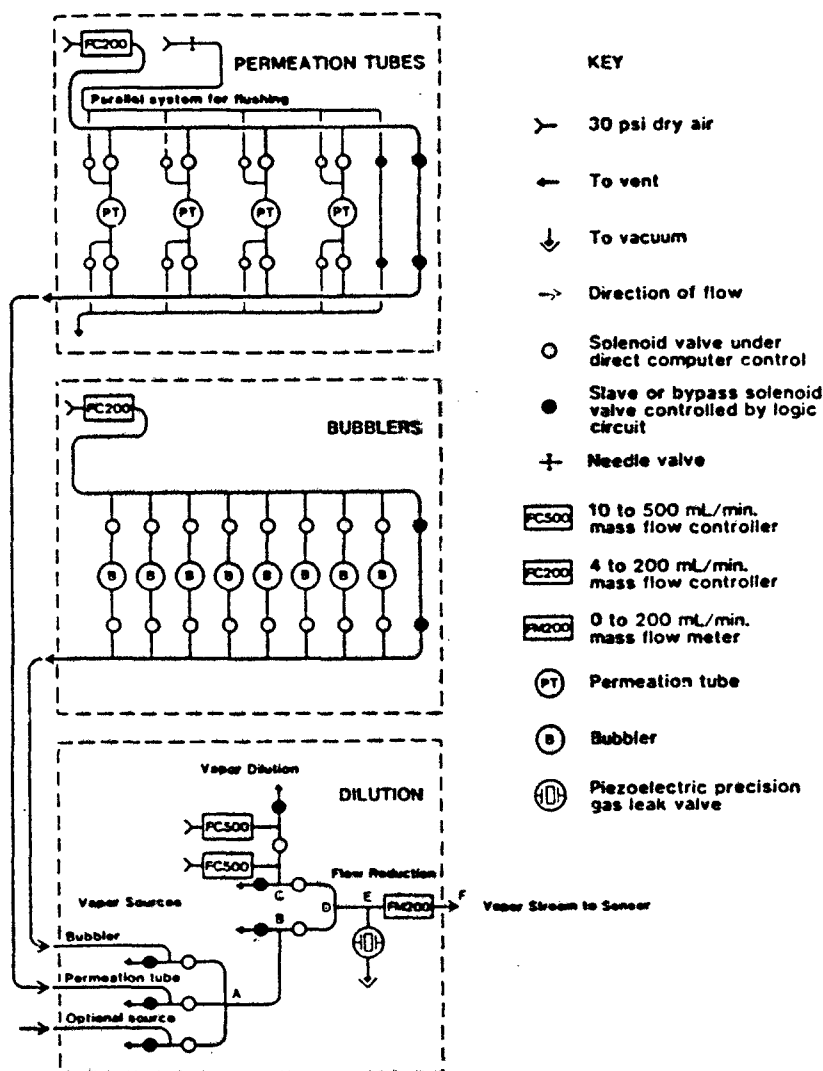 FC200
PERMEATION TUBES
Parallel system for flushing
PT PT PT PT
FC200
BUBBLERS
B B B B B B B B
Vapor Dilution
DILUTION
FC500
FC500
Flow Reduction
Vapor Sources
C
B
D
E
FM200
F
Vapor Stream to Sensor
Bubbler
Permeation tube
A
Optional source
KEY
30 psi dry air
To vent
To vacuum
Direction of flow
Solenoid valve under
direct computer control
Slave or bypass solenoid
valve controlled by logic
circuit
Needle valve
FC500
10 to 500 mL/min.
mass flow controller
FC200
4 to 200 mL/min.
mass flow controller
FM200
0 to 200 mL/min.
mass flow meter
PT
Permeation tube
B
Bubbler
Piezoelectric precision
gas leak valve